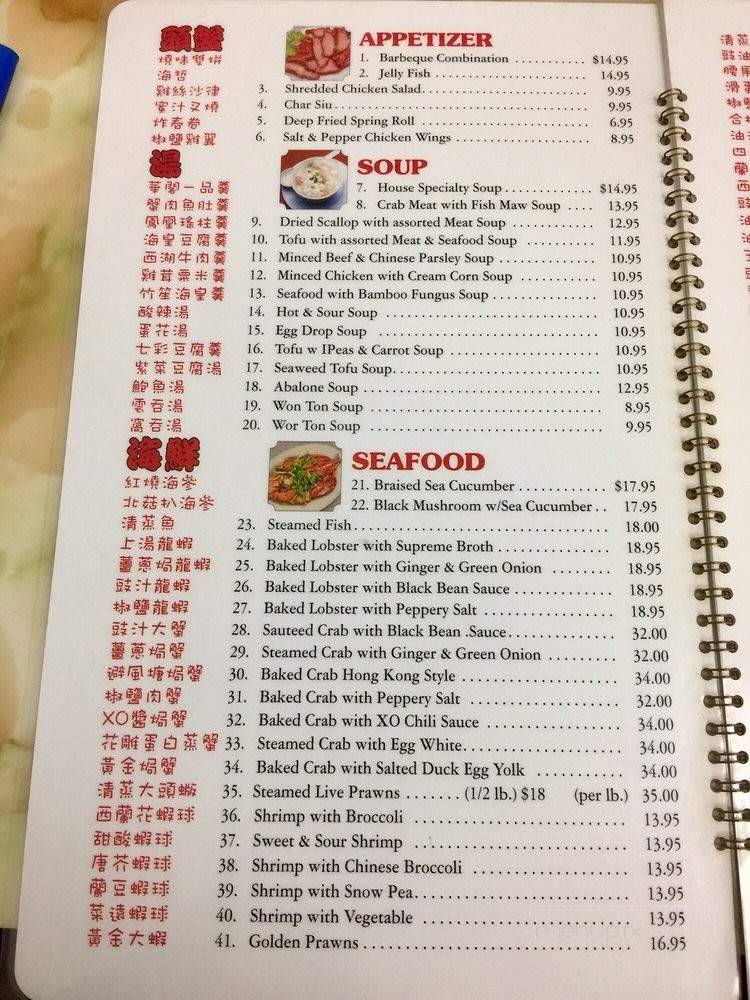 頭盤 APPETIZER
燒味雙拼 1. Barbeque Combination ........... $14.95
海哲 2. Jelly Fish ...................... 14.95
雞絲沙律 3. Shredded Chicken Salad......................... 9.95
蜜汁叉燒 4. Char Siu ...................................... 9.95
炸春卷 5. Deep Fried Spring Roll ........................ 6.95
椒鹽雞翼 6. Salt & Pepper Chicken Wings ................... 8.95
湯 SOUP
華閣一品羹 7. House Specialty Soup ............. $14.95
蟹肉魚肚羹 8. Crab Meat with Fish Maw Soup .... 13.95
鳳凰瑤柱羹 9. Dried Scallop with assorted Meat Soup ............ 12.95
海皇豆腐羹 10. Tofu with assorted Meat & Seafood Soup .......... 11.95
西湖牛肉羹 11. Minced Beef & Chinese Parsley Soup .............. 10.95
雞茸粟米羹 12. Minced Chicken with Cream Corn Soup ........... 10.95
竹笙海皇羹 13. Seafood with Bamboo Fungus Soup ............... 10.95
酸辣湯 14. Hot & Sour Soup ............................... 10.95
蛋花湯 15. Egg Drop Soup ................................ 10.95
七彩豆腐羹 16. Tofu w IPeas & Carrot Soup ..................... 10.95
紫菜豆腐湯 17. Seaweed Tofu Soup............................. 10.95
鮑魚湯 18. Abalone Soup .................................. 12.95
雲吞湯 19. Won Ton Soup ................................. 8.95
窩吞湯 20. Wor Ton Soup ................................. 9.95
海鮮 SEAFOOD
紅燒海參 21. Braised Sea Cucumber ............ $17.95
北菇扒海參 22. Black Mushroom w/Sea Cucumber .. 17.95
清蒸魚 23. Steamed Fish.................................. 18.00
上湯龍蝦 24. Baked Lobster with Supreme Broth ............... 18.95
薑蔥焗龍蝦 25. Baked Lobster with Ginger & Green Onion ........ 18.95
豉汁龍蝦 26. Baked Lobster with Black Bean Sauce ............. 18.95
椒鹽龍蝦 27. Baked Lobster with Peppery Salt ................. 18.95
豉汁大蟹 28. Sauteed Crab with Black Bean .Sauce.............. 32.00
薑蔥焗蟹 29. Steamed Crab with Ginger & Green Onion ......... 32.00
避風塘焗蟹 30. Baked Crab Hong Kong Style ..................... 34.00
椒鹽肉蟹 31. Baked Crab with Peppery Salt .................... 32.00
XO醬焗蟹 32. Baked Crab with XO Chili Sauce ................. 34.00
花雕蛋白蒸蟹 33. Steamed Crab with Egg White.................... 34.00
黃金焗蟹 34. Baked Crab with Salted Duck Egg Yolk ........... 34.00
清蒸大頭蝦 35. Steamed Live Prawns ....... (1/2 lb.) $18 (per lb.) 35.00
西蘭花蝦球 36. Shrimp with Broccoli .......................... 13.95
甜酸蝦球 37. Sweet & Sour Shrimp .......................... 13.95
唐芥蝦球 38. Shrimp with Chinese Broccoli ................... 13.95
蘭豆蝦球 39. Shrimp with Snow Pea........................... 13.95
菜遠蝦球 40. Shrimp with Vegetable ......................... 13.95
黃金大蝦 41. Golden Prawns................................. 16.95